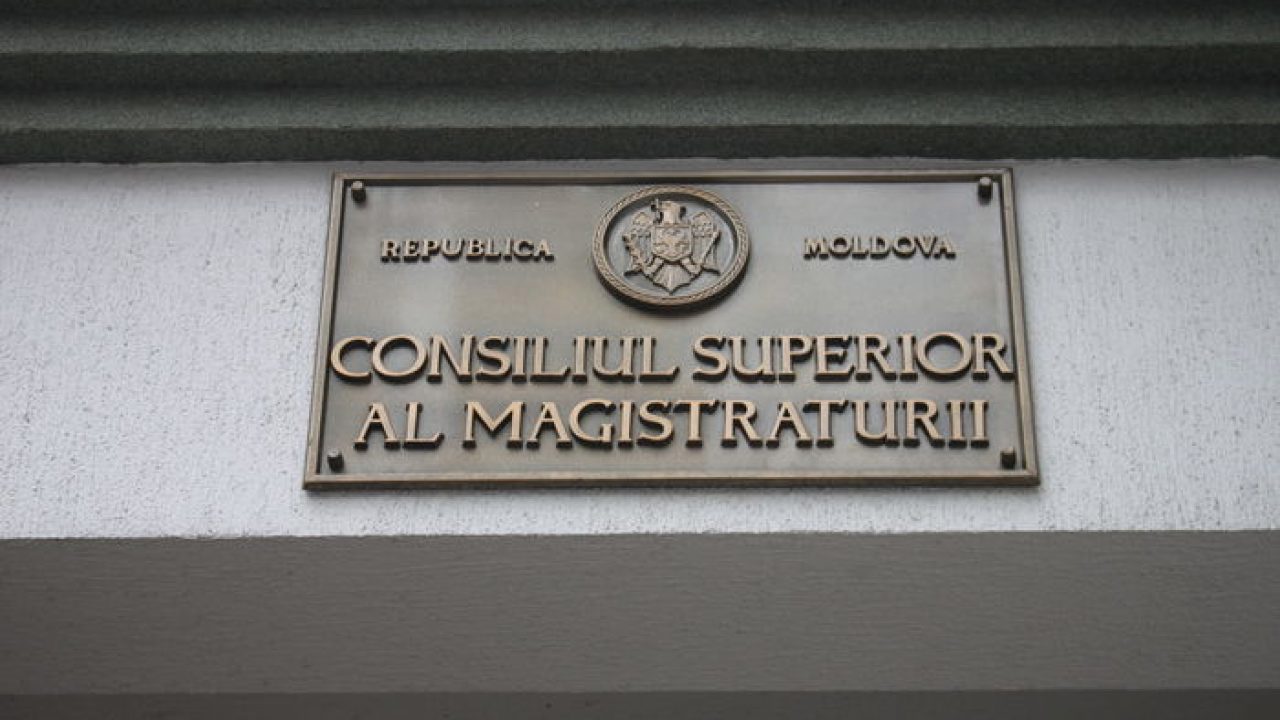 REPUBLICA MOLDOVA
CONSILIUL SUPERIOR
AL MAGISTRATURII